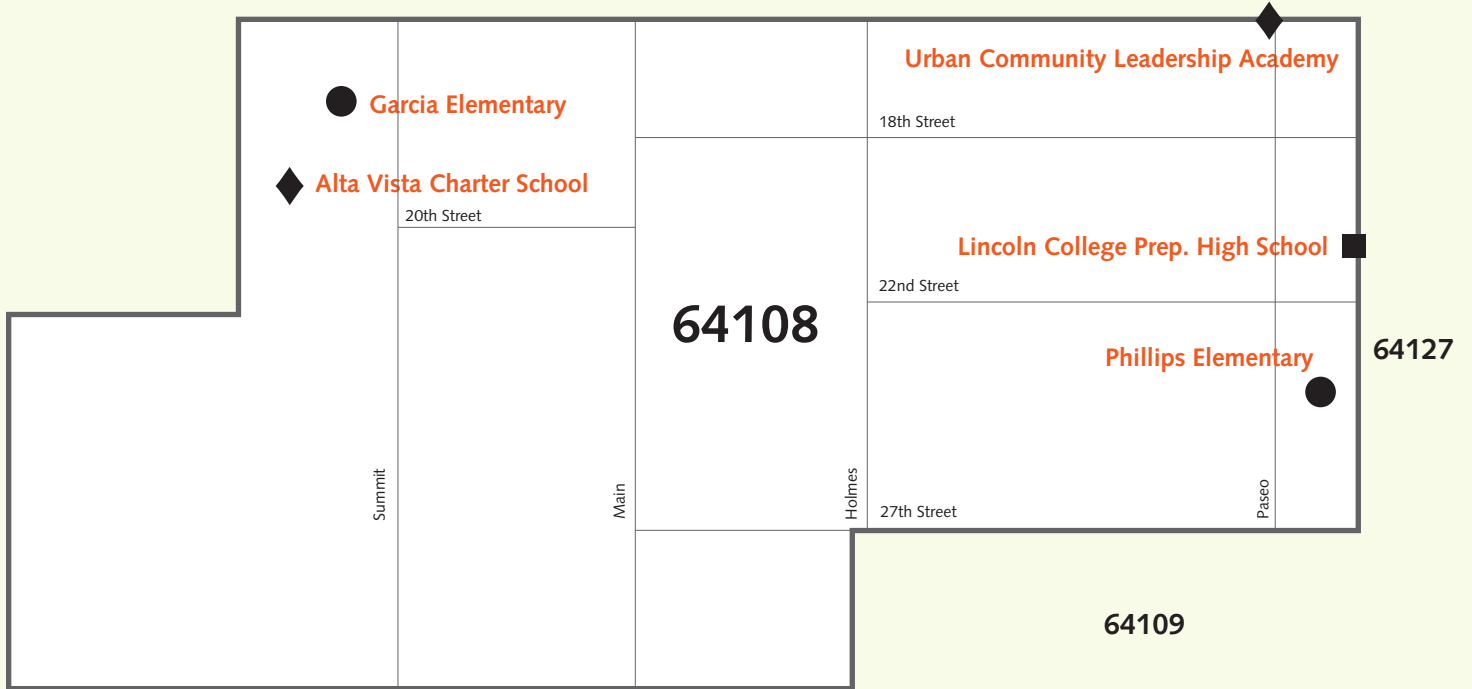 Urban Community Leadership Academy
Garcia Elementary
18th Street
Alta Vista Charter School
20th Street
Lincoln College Prep. High School
22nd Street
64108
64127
Phillips Elementary
Summit
Main
Holmes
Paseo
27th Street
64109